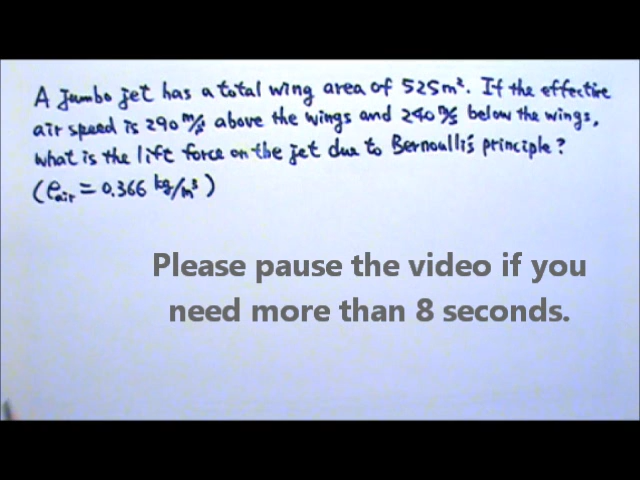 A jumbo jet has a total wing area of 525m². If the effective
air speed is 290 m/s above the wings and 240 m/s below the wings,
what is the lift force on the jet due to Bernoulli's principle?
(ρair = 0.366 kg/m³)
Please pause the video if you
need more than 8 seconds.